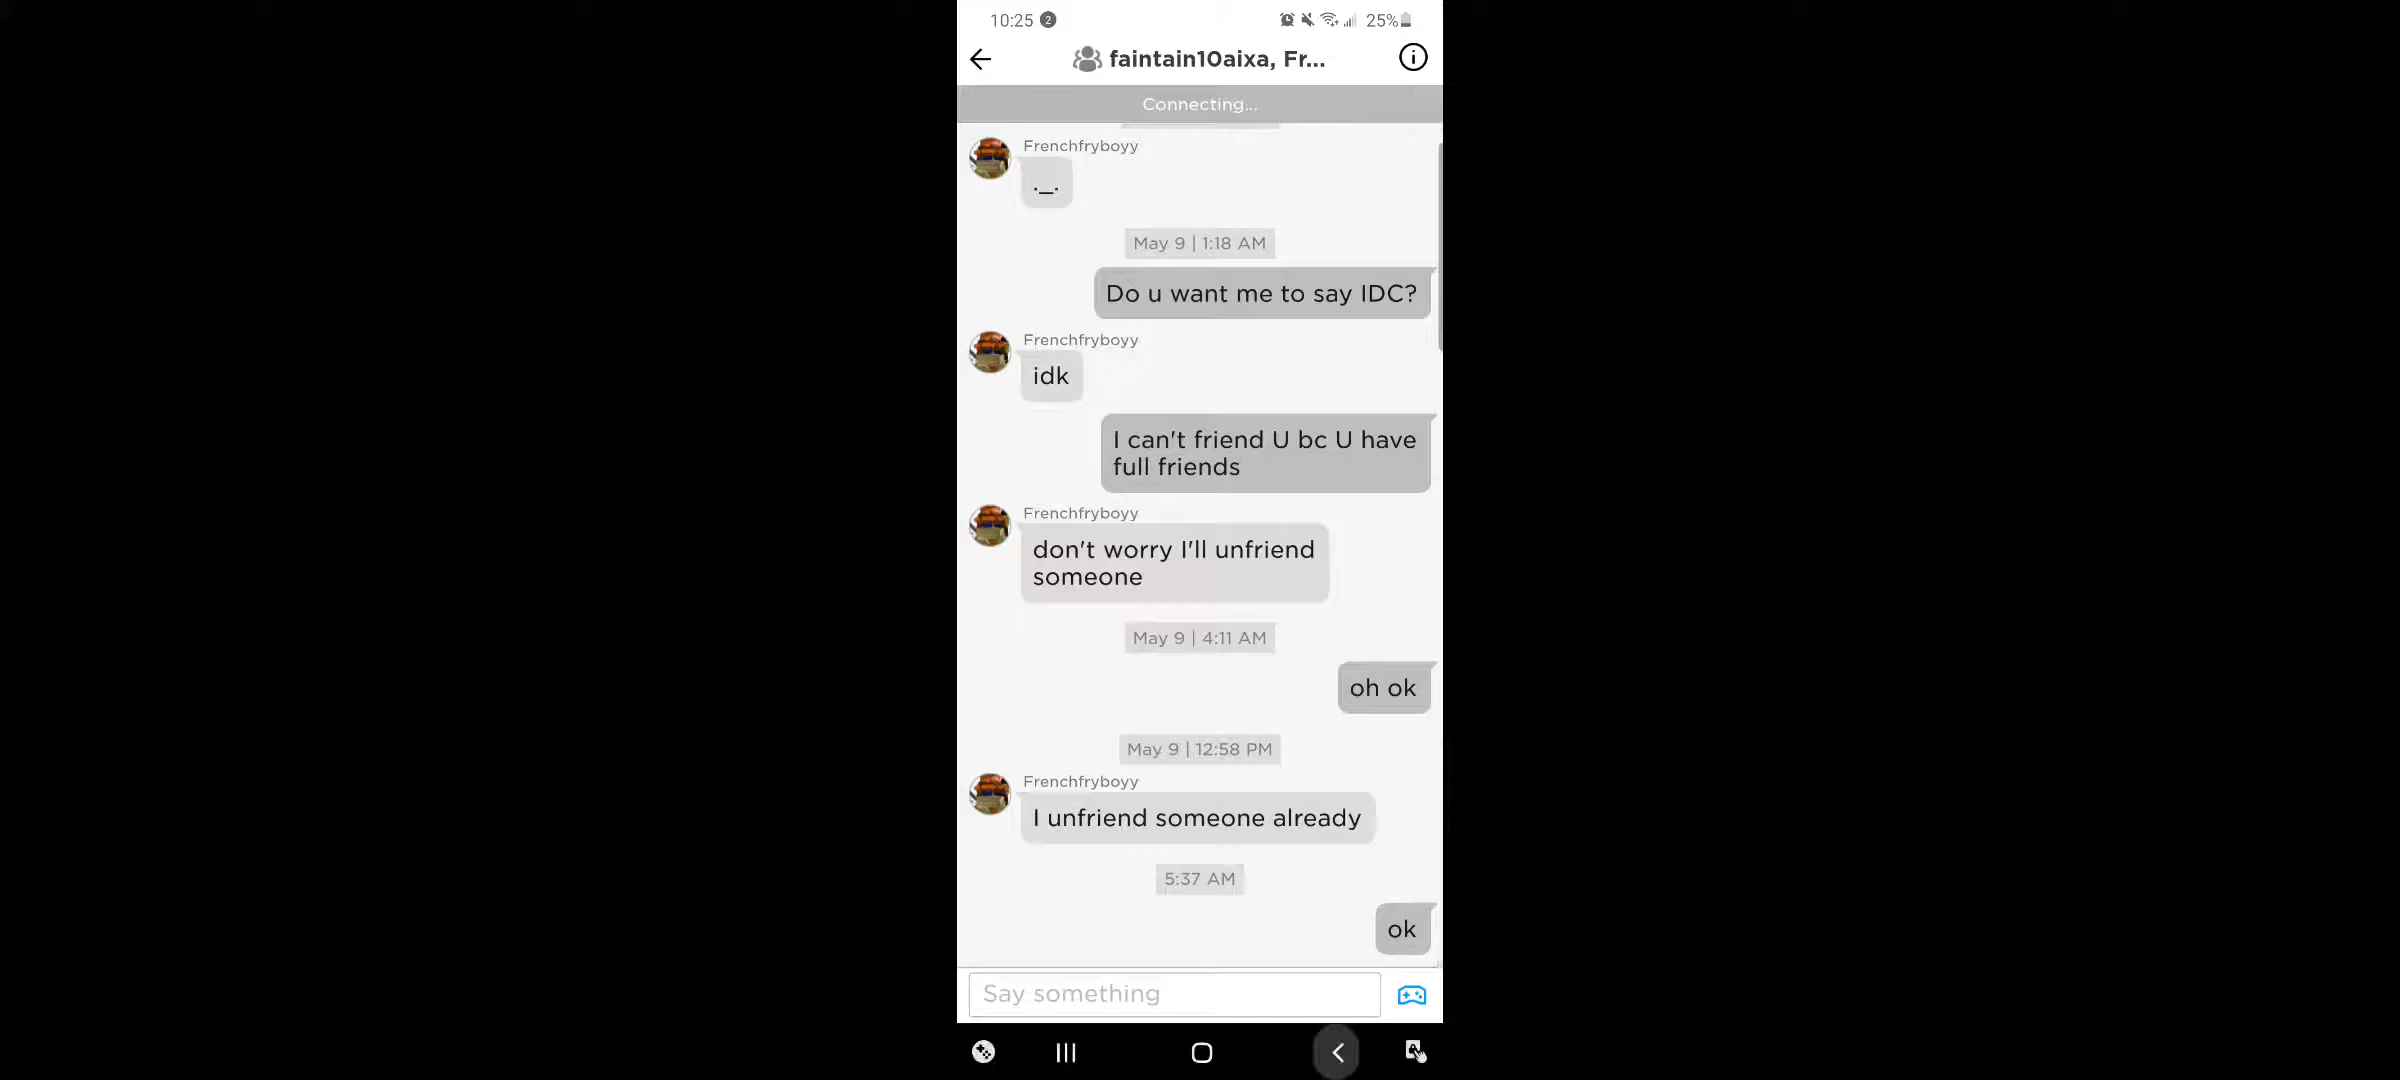 10:25 2 25%
faintain10aixa, Fr...
Connecting...
Frenchfryboyy
._.
May 9 | 1:18 AM
Do u want me to say IDC?
Frenchfryboyy
idk
I can't friend U bc U have
full friends
Frenchfryboyy
don't worry I'll unfriend
someone
May 9 | 4:11 AM
oh ok
May 9 | 12:58 PM
Frenchfryboyy
I unfriend someone already
5:37 AM
ok
Say something